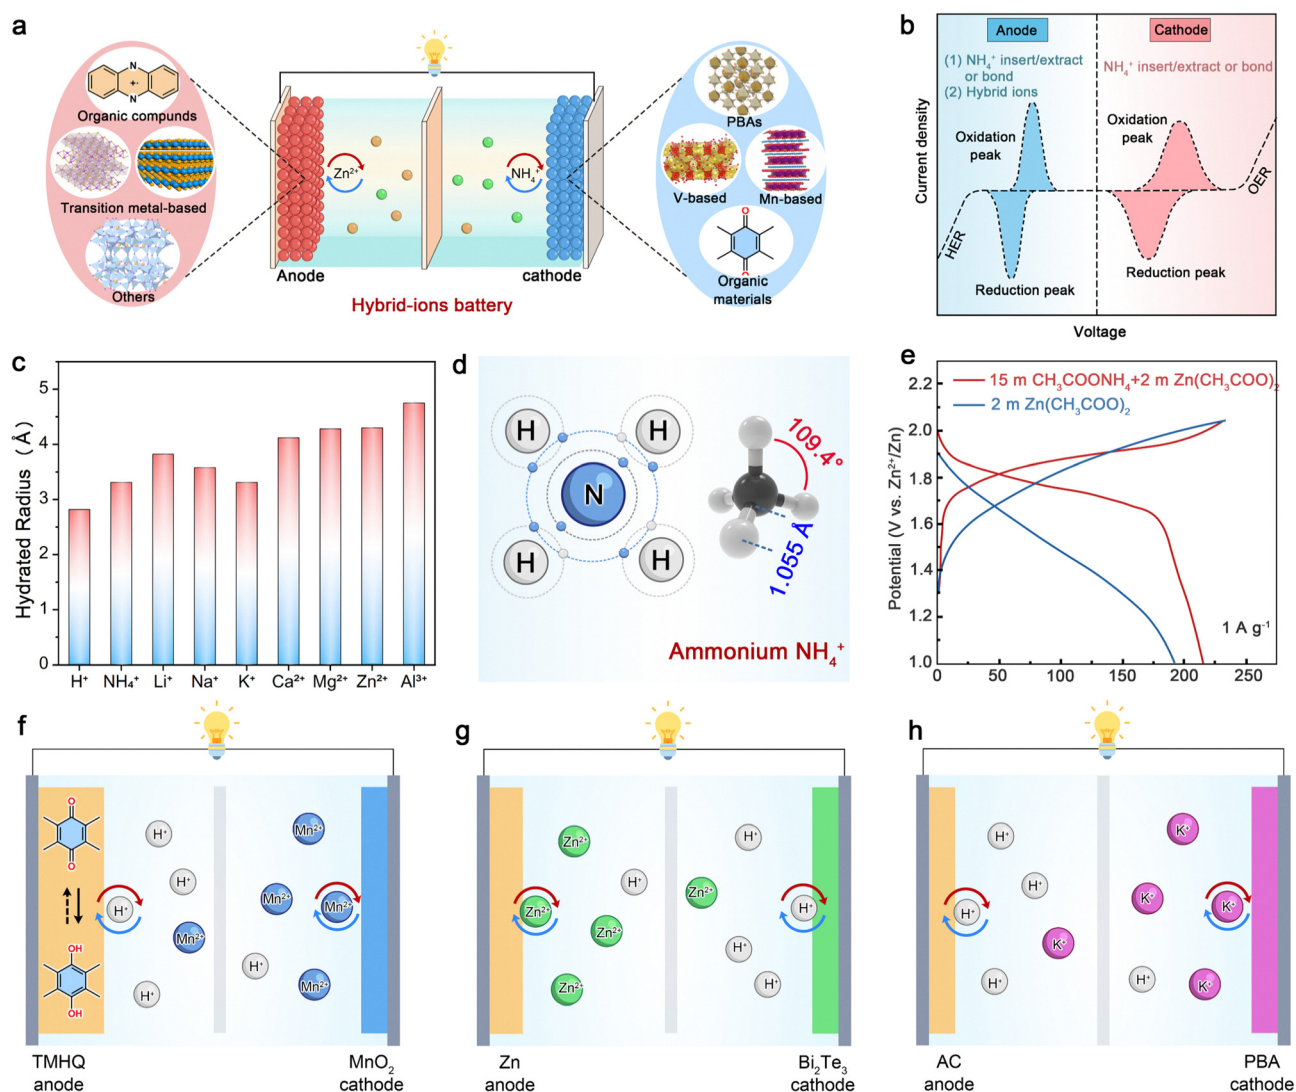 a
N
N
Organic compunds
Transition metal-based
Others
Zn²⁺
NH₄⁺
Anode
cathode
Hybrid-ions battery
PBAs
V-based
Mn-based
O
O
Organic
materials
b
Anode
Cathode
(1) NH₄⁺ insert/extract
or bond
(2) Hybrid ions
NH₄⁺ insert/extract or bond
Oxidation
peak
Oxidation
peak
HER
OER
Reduction peak
Reduction peak
Current density
Voltage
c
Hydrated Radius (Å)
5
4
3
2
1
0
H⁺
NH₄⁺
Li⁺
Na⁺
K⁺
Ca²⁺
Mg²⁺
Zn²⁺
Al³⁺
d
H
H
N
H
H
109.4°
1.055 Å
Ammonium NH₄⁺
e
15 m CH₃COONH₄+2 m Zn(CH₃COO)₂
2 m Zn(CH₃COO)₂
Potential (V vs. Zn²⁺/Zn)
2.2
2.0
1.8
1.6
1.4
1.2
1.0
1 A g⁻¹
0
50
100
150
200
250
f
O
O
OH
OH
H⁺
H⁺
H⁺
H⁺
H⁺
Mn²⁺
Mn²⁺
Mn²⁺
Mn²⁺
Mn²⁺
TMHQ
anode
MnO₂
cathode
g
Zn²⁺
Zn²⁺
Zn²⁺
Zn²⁺
Zn²⁺
H⁺
H⁺
H⁺
H⁺
H⁺
Zn
anode
Bi₂Te₃
cathode
h
H⁺
H⁺
H⁺
H⁺
H⁺
K⁺
K⁺
K⁺
K⁺
K⁺
AC
anode
PBA
cathode